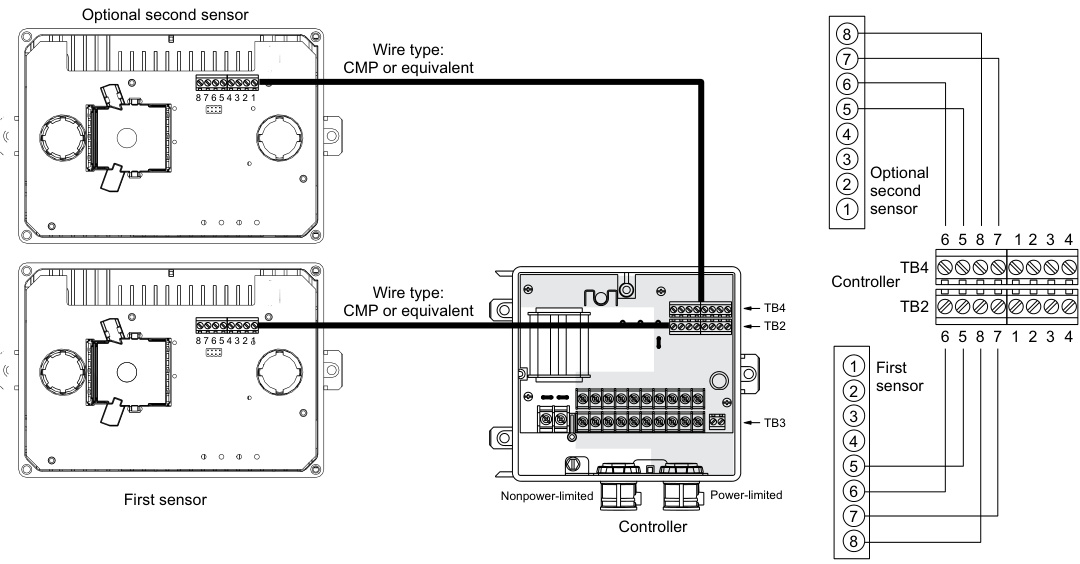 Optional second sensor
Wire type:
CMP or equivalent
8 7 6 5 4 3 2 1
Wire type:
CMP or equivalent
8 7 6 5 4 3 2 1
First sensor
TB4
TB2
TB3
Nonpower-limited
Power-limited
Controller
8
7
6
5
4
3
2
1
Optional
second
sensor
6 5 8 7 1 2 3 4
TB4
Controller
TB2
6 5 8 7 1 2 3 4
1
2
3
4
5
6
7
8
First
sensor